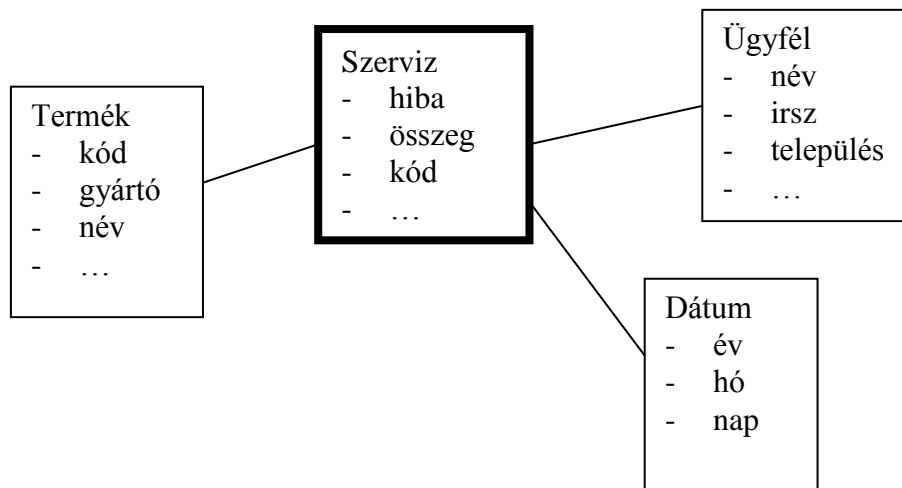 Termék
- kód
- gyártó
- név
- …
Szerviz
- hiba
- összeg
- kód
- …
Ügyfél
- név
- irsz
- település
- …
Dátum
- év
- hó
- nap